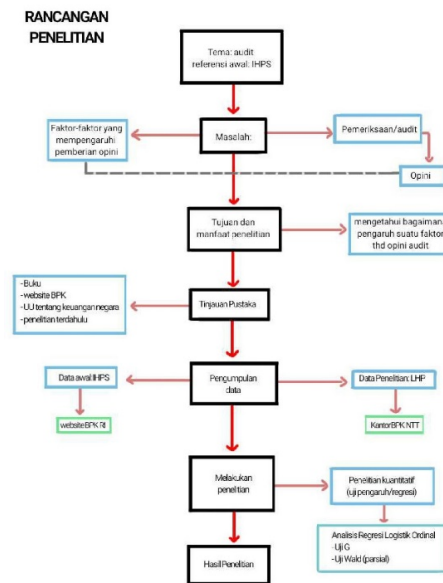 RANCANGAN
PENELITIAN
Tema: audit
referensi awal: IHPS
Faktor-faktor yang
mempengaruhi
pemberian opini
Masalah:
Pemeriksaan/audit
Opini
Tujuan dan
manfaat penelitian
mengetahui bagaimana
pengaruh suatu faktor
thd opini audit
-Buku
-website BPK
-UU tentang keuangan negara
-penelitian terdahulu
Tinjauan Pustaka
Data awal IHPS
Pengumpulan
data
Data Penelitian: LHP
website BPK RI
Kantor BPK NTT
Melakukan
penelitian
Penelitian kuantitatif
(uji pengaruh/regresi)
Analisis Regresi Logistik Ordinal
-Uji G
-Uji Wald (parsial)
Hasil Penelitian